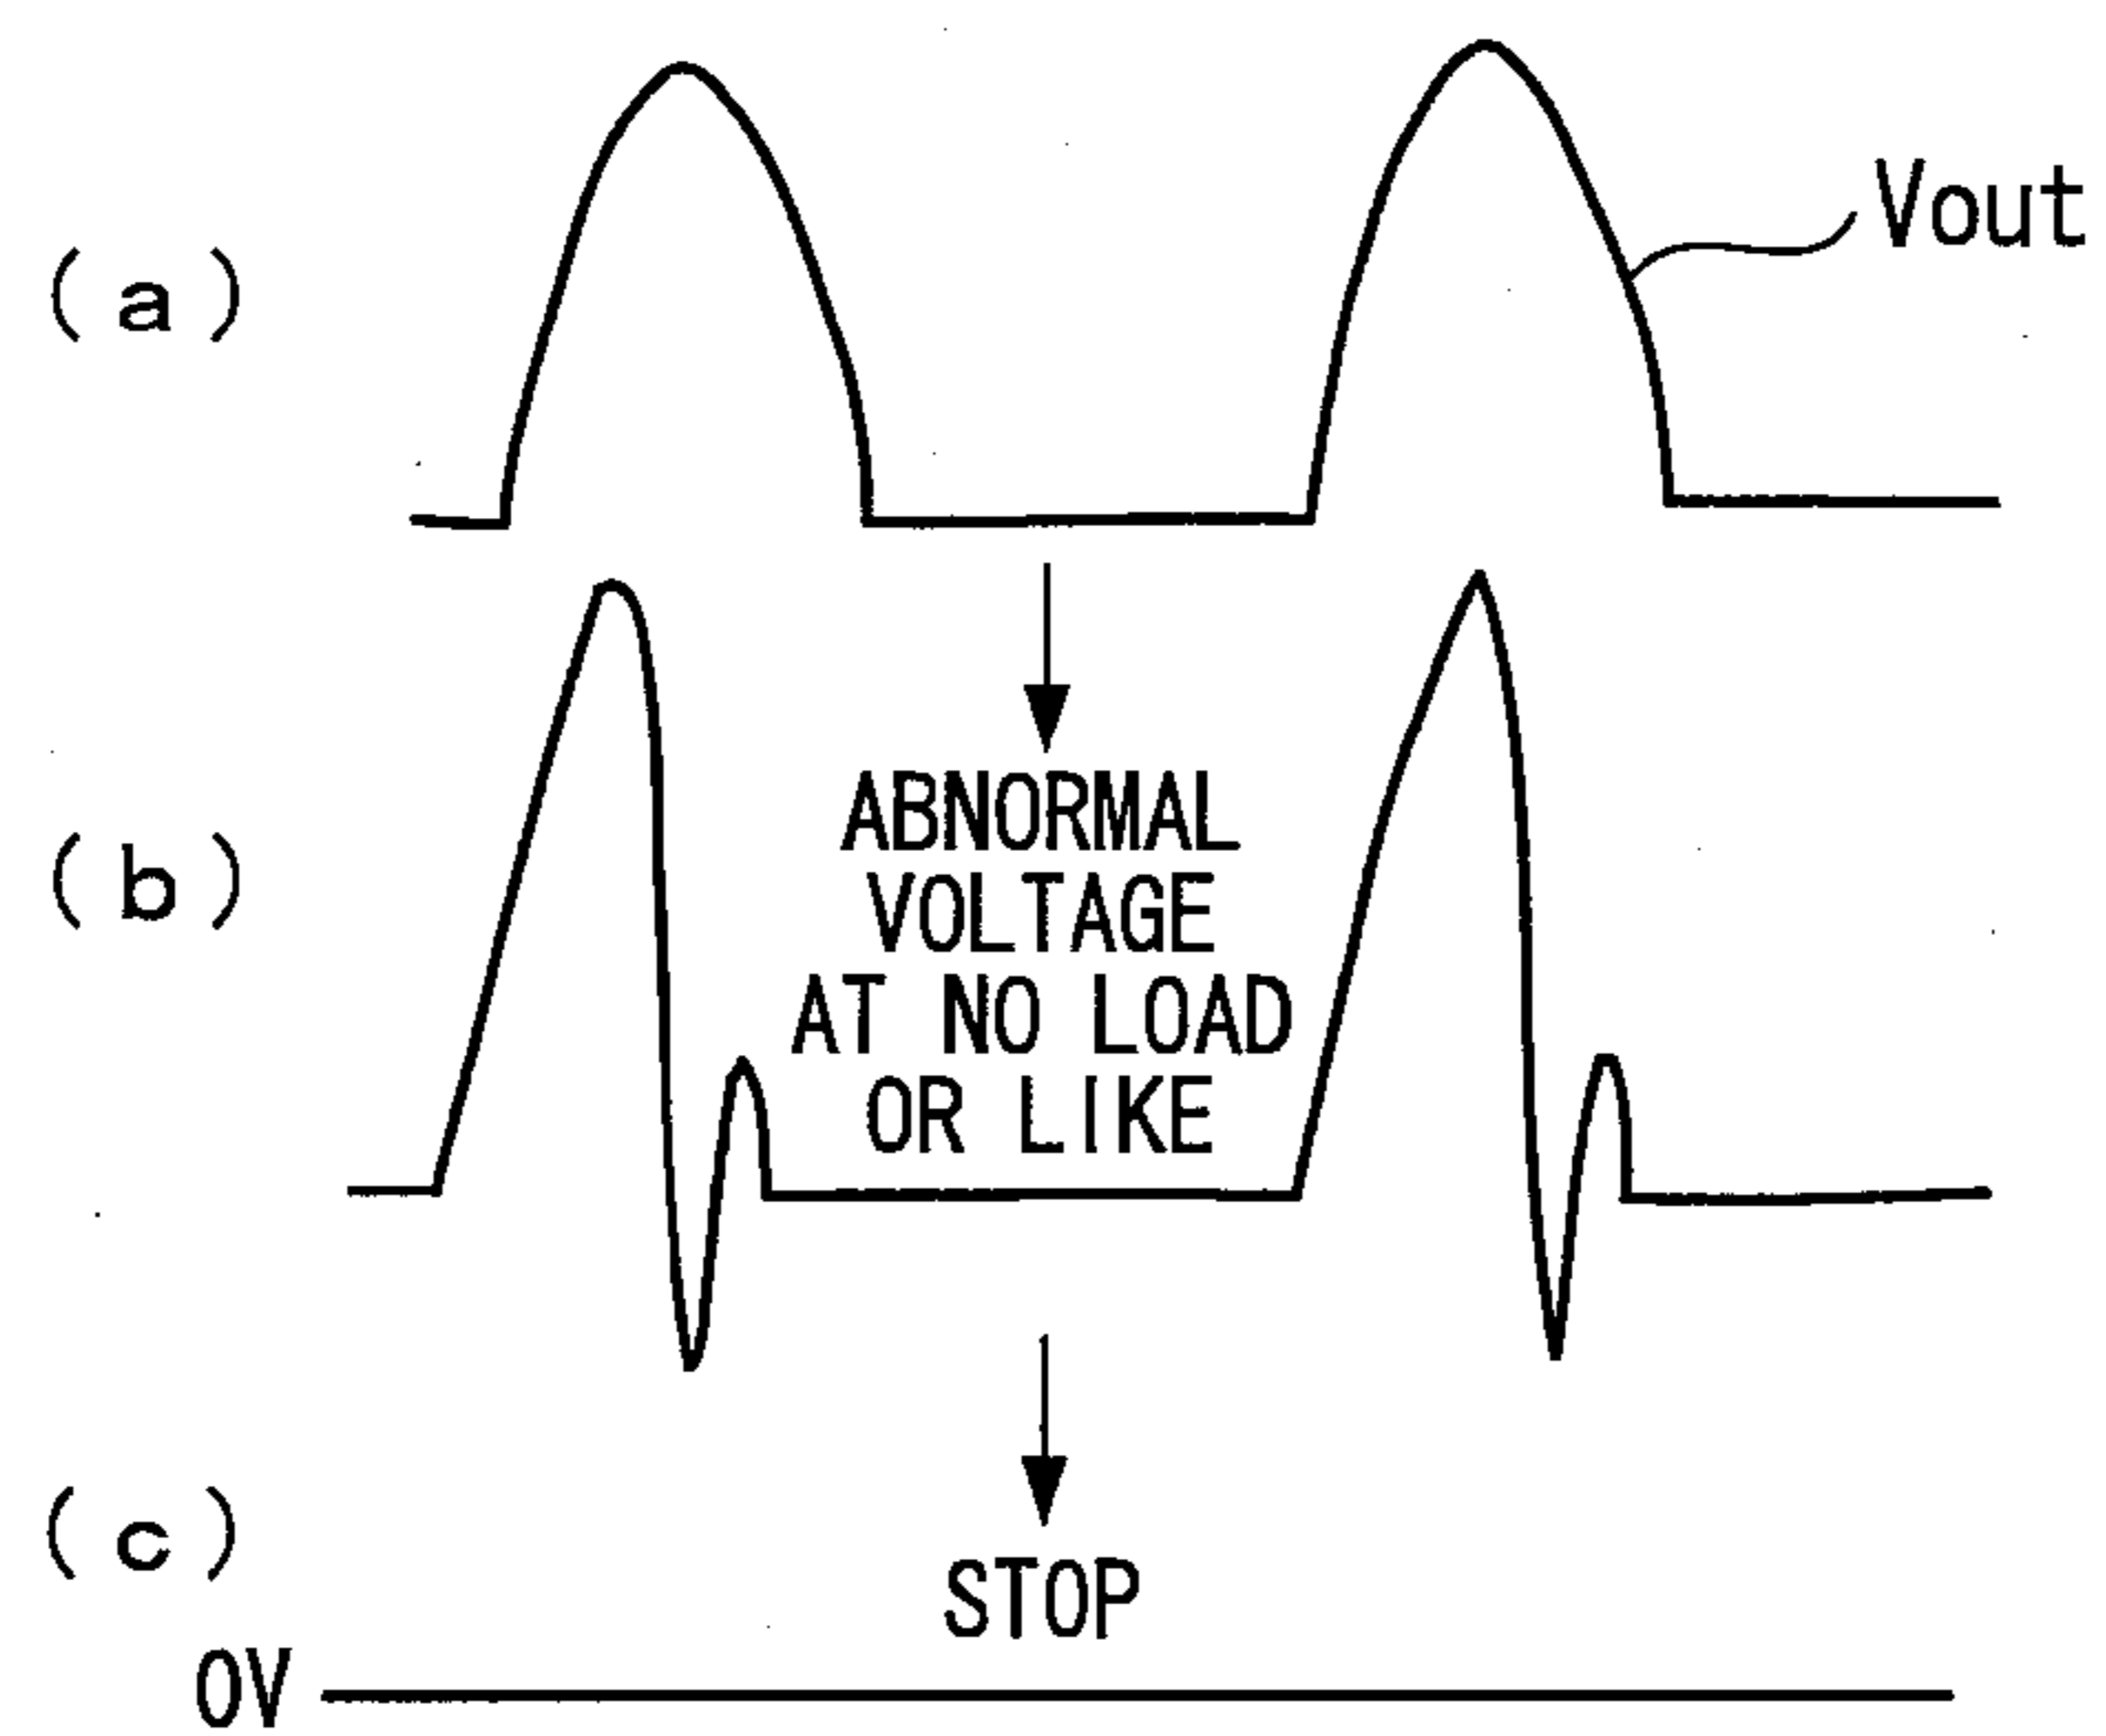 (a)
Vout
(b)
ABNORMAL
VOLTAGE
AT NO LOAD
OR LIKE
(c)
STOP
0V